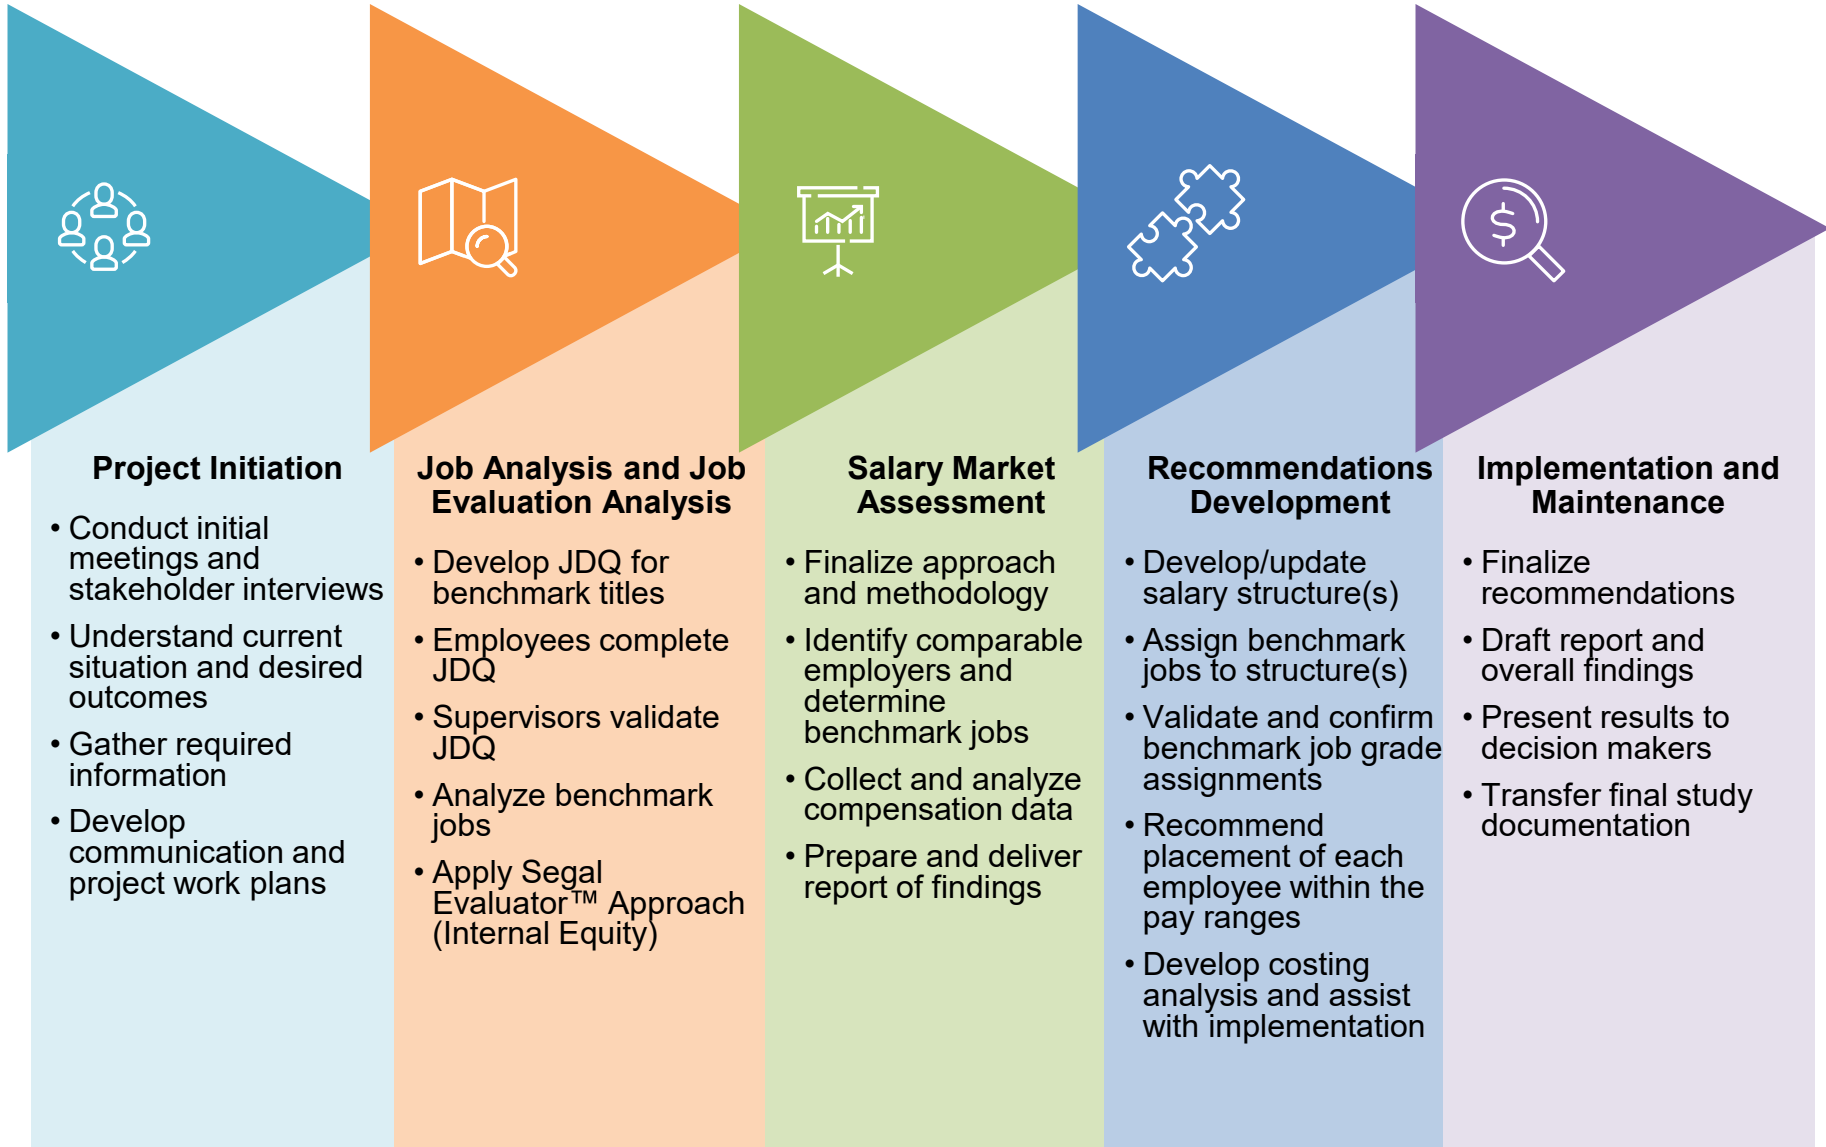 Project Initiation
• Conduct initial
meetings and
stakeholder interviews
• Understand current
situation and desired
outcomes
• Gather required
information
• Develop
communication and
project work plans
Job Analysis and Job
Evaluation Analysis
• Develop JDQ for
benchmark titles
• Employees complete
JDQ
• Supervisors validate
JDQ
• Analyze benchmark
jobs
• Apply Segal
Evaluator™ Approach
(Internal Equity)
Salary Market
Assessment
• Finalize approach
and methodology
• Identify comparable
employers and
determine
benchmark jobs
• Collect and analyze
compensation data
• Prepare and deliver
report of findings
Recommendations
Development
• Develop/update
salary structure(s)
• Assign benchmark
jobs to structure(s)
• Validate and confirm
benchmark job grade
assignments
• Recommend
placement of each
employee within the
pay ranges
• Develop costing
analysis and assist
with implementation
$
Implementation and
Maintenance
• Finalize
recommendations
• Draft report and
overall findings
• Present results to
decision makers
• Transfer final study
documentation